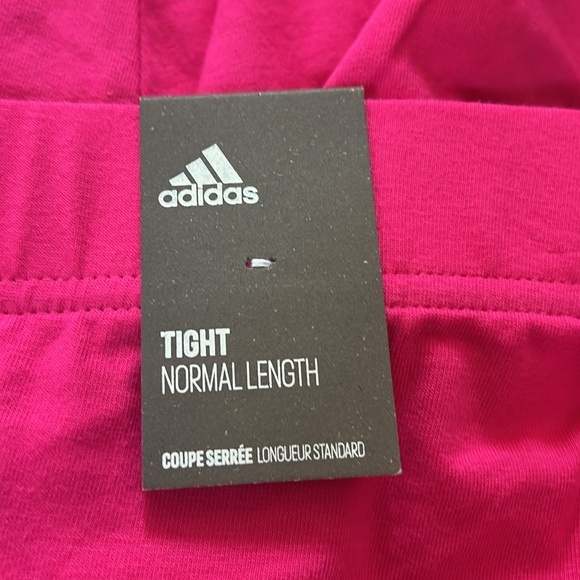 adidas
TIGHT
NORMAL LENGTH
COUPE SERRÉE LONGUEUR STANDARD